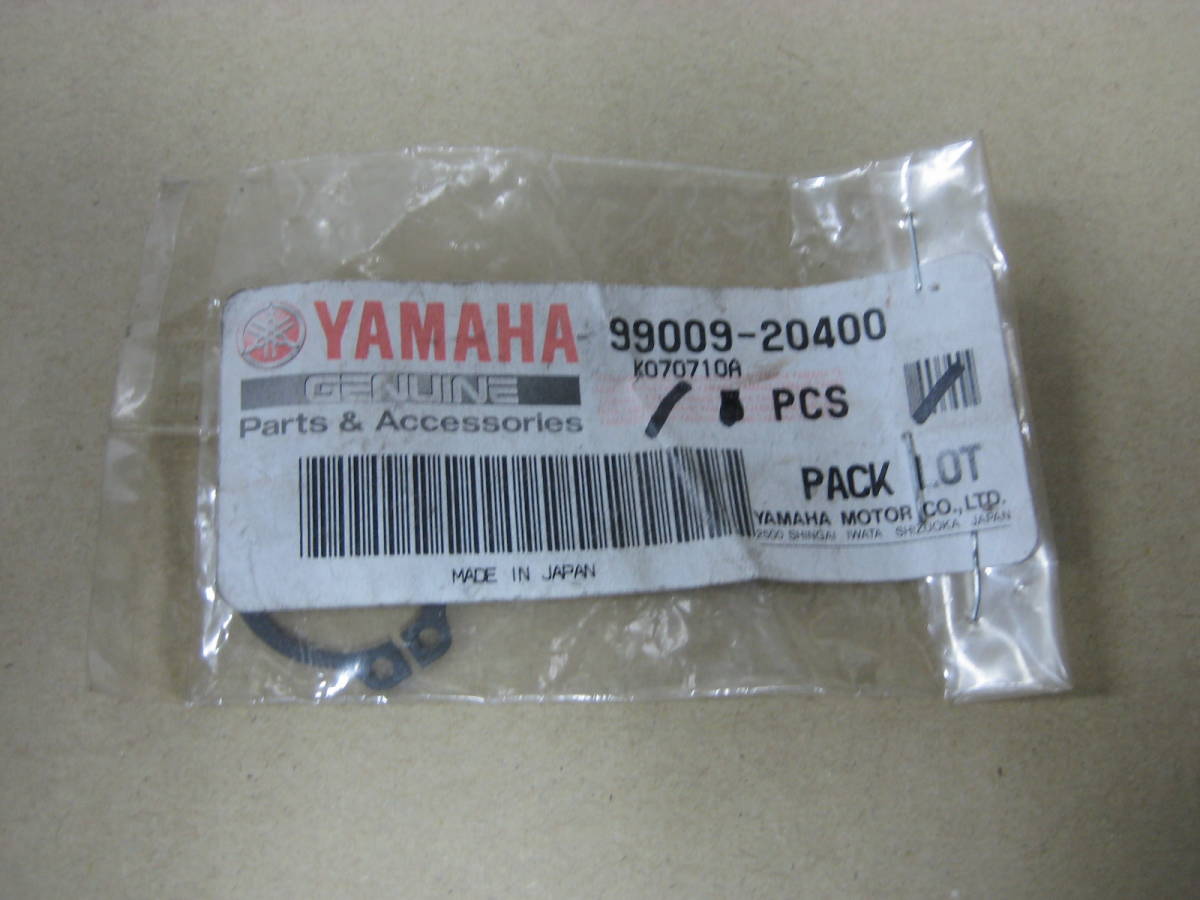 YAMAHA
GENUINE
Parts & Accessories
99009-20400
K070710A
PCS
PACK LOT
YAMAHA MOTOR CO.,LTD.
2500 SHINGAI IWATA SHIZUOKA JAPAN
MADE IN JAPAN